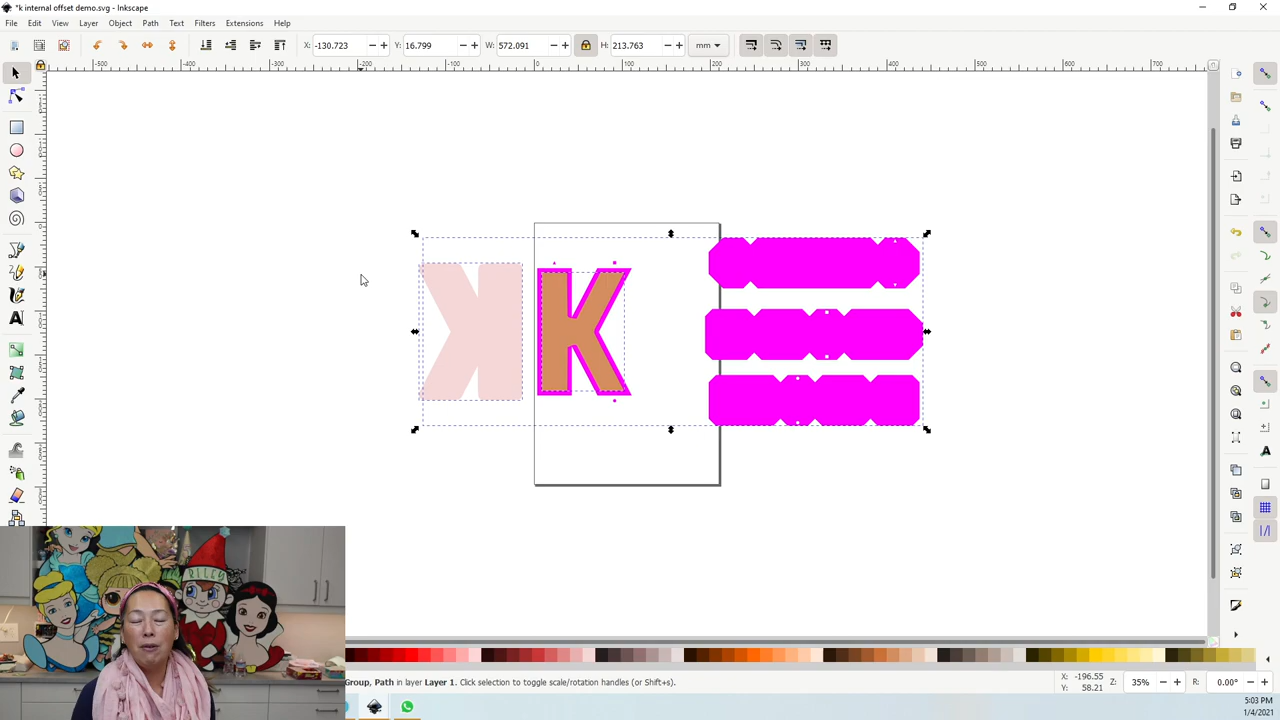 *k internal offset demo.svg - Inkscape
File Edit View Layer Object Path Text Filters Extensions Help
X: -130.723 Y: 16.799 W: 572.091 H: 213.763 mm
-500 -400 -300 -200 -100 0 100 200 300 400 500 600 700
K
RILEY
Group, Path in layer Layer 1. Click selection to toggle scale/rotation handles (or Shift+s).
X: -196.55
Y: 58.21
Z: 35% R: 0.00°
5:03 PM
1/4/2021